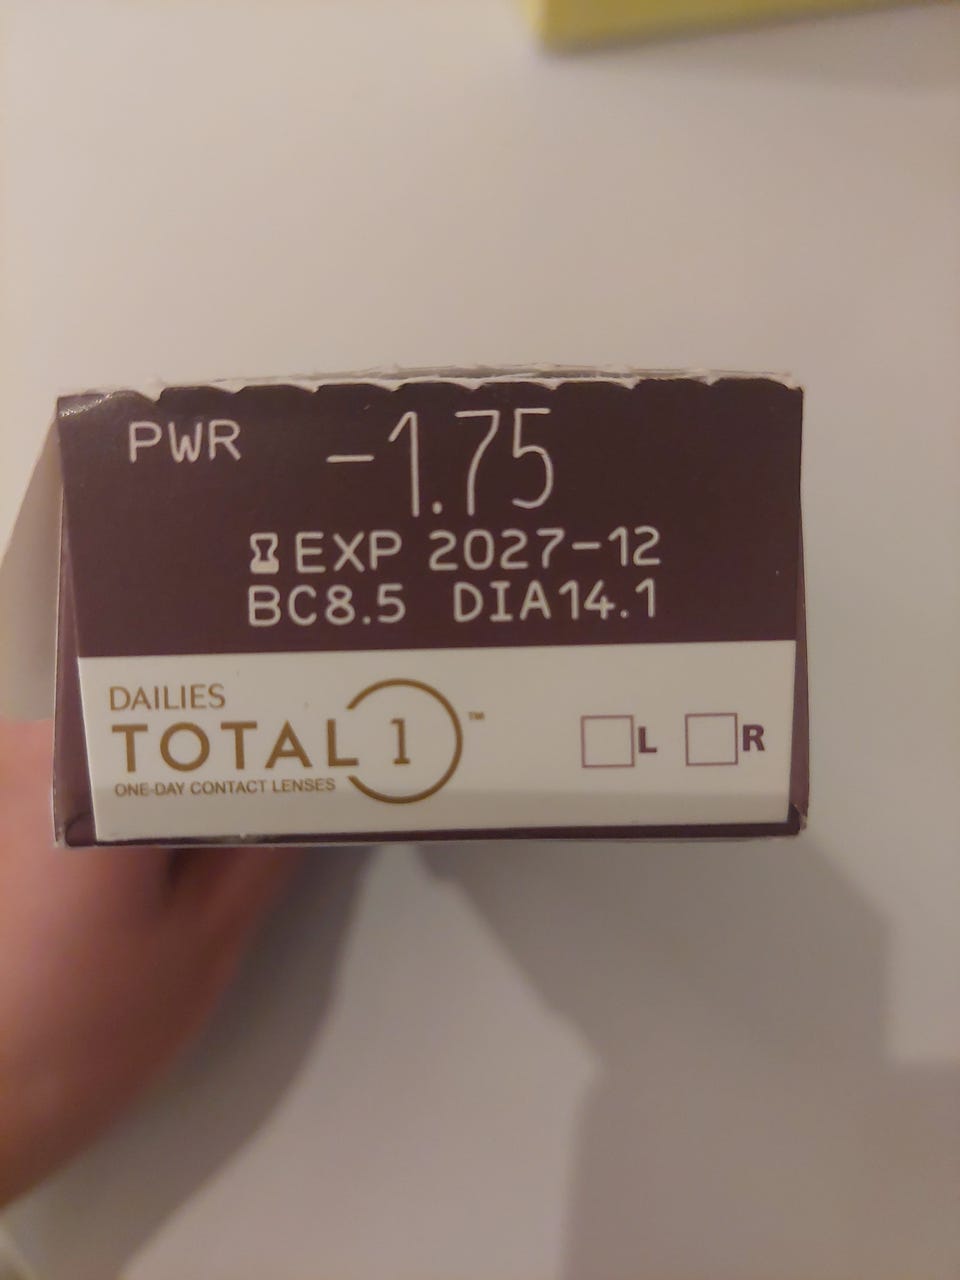 PWR -1.75
EXP 2027-12
BC8.5 DIA14.1
DAILIES
TOTAL 1™
ONE-DAY CONTACT LENSES
L R